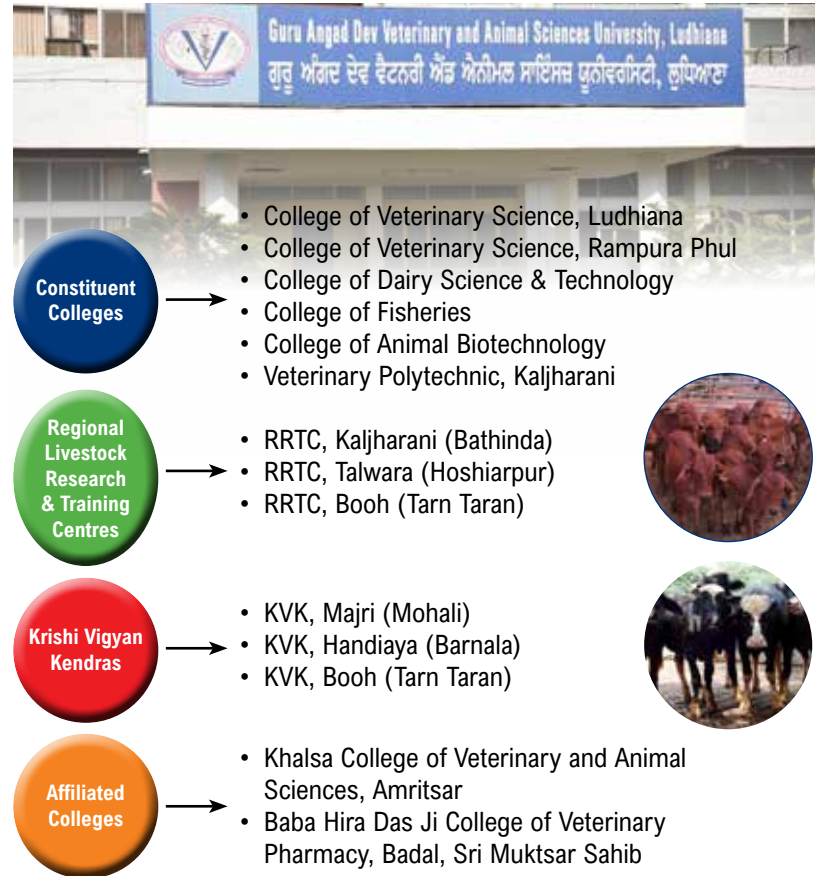 Guru Angad Dev Veterinary and Animal Sciences University, Ludhiana
ਗੁਰੂ ਅੰਗਦ ਦੇਵ ਵੈਟਨਰੀ ਐਂਡ ਐਨੀਮਲ ਸਾਇੰਸਜ਼ ਯੂਨੀਵਰਸਿਟੀ, ਲੁਧਿਆਣਾ
Constituent
Colleges
• College of Veterinary Science, Ludhiana
• College of Veterinary Science, Rampura Phul
• College of Dairy Science & Technology
• College of Fisheries
• College of Animal Biotechnology
• Veterinary Polytechnic, Kaljharani
Regional
Livestock
Research
& Training
Centres
• RRTC, Kaljharani (Bathinda)
• RRTC, Talwara (Hoshiarpur)
• RRTC, Booh (Tarn Taran)
Krishi Vigyan
Kendras
• KVK, Majri (Mohali)
• KVK, Handiaya (Barnala)
• KVK, Booh (Tarn Taran)
Affiliated
Colleges
• Khalsa College of Veterinary and Animal
Sciences, Amritsar
• Baba Hira Das Ji College of Veterinary
Pharmacy, Badal, Sri Muktsar Sahib